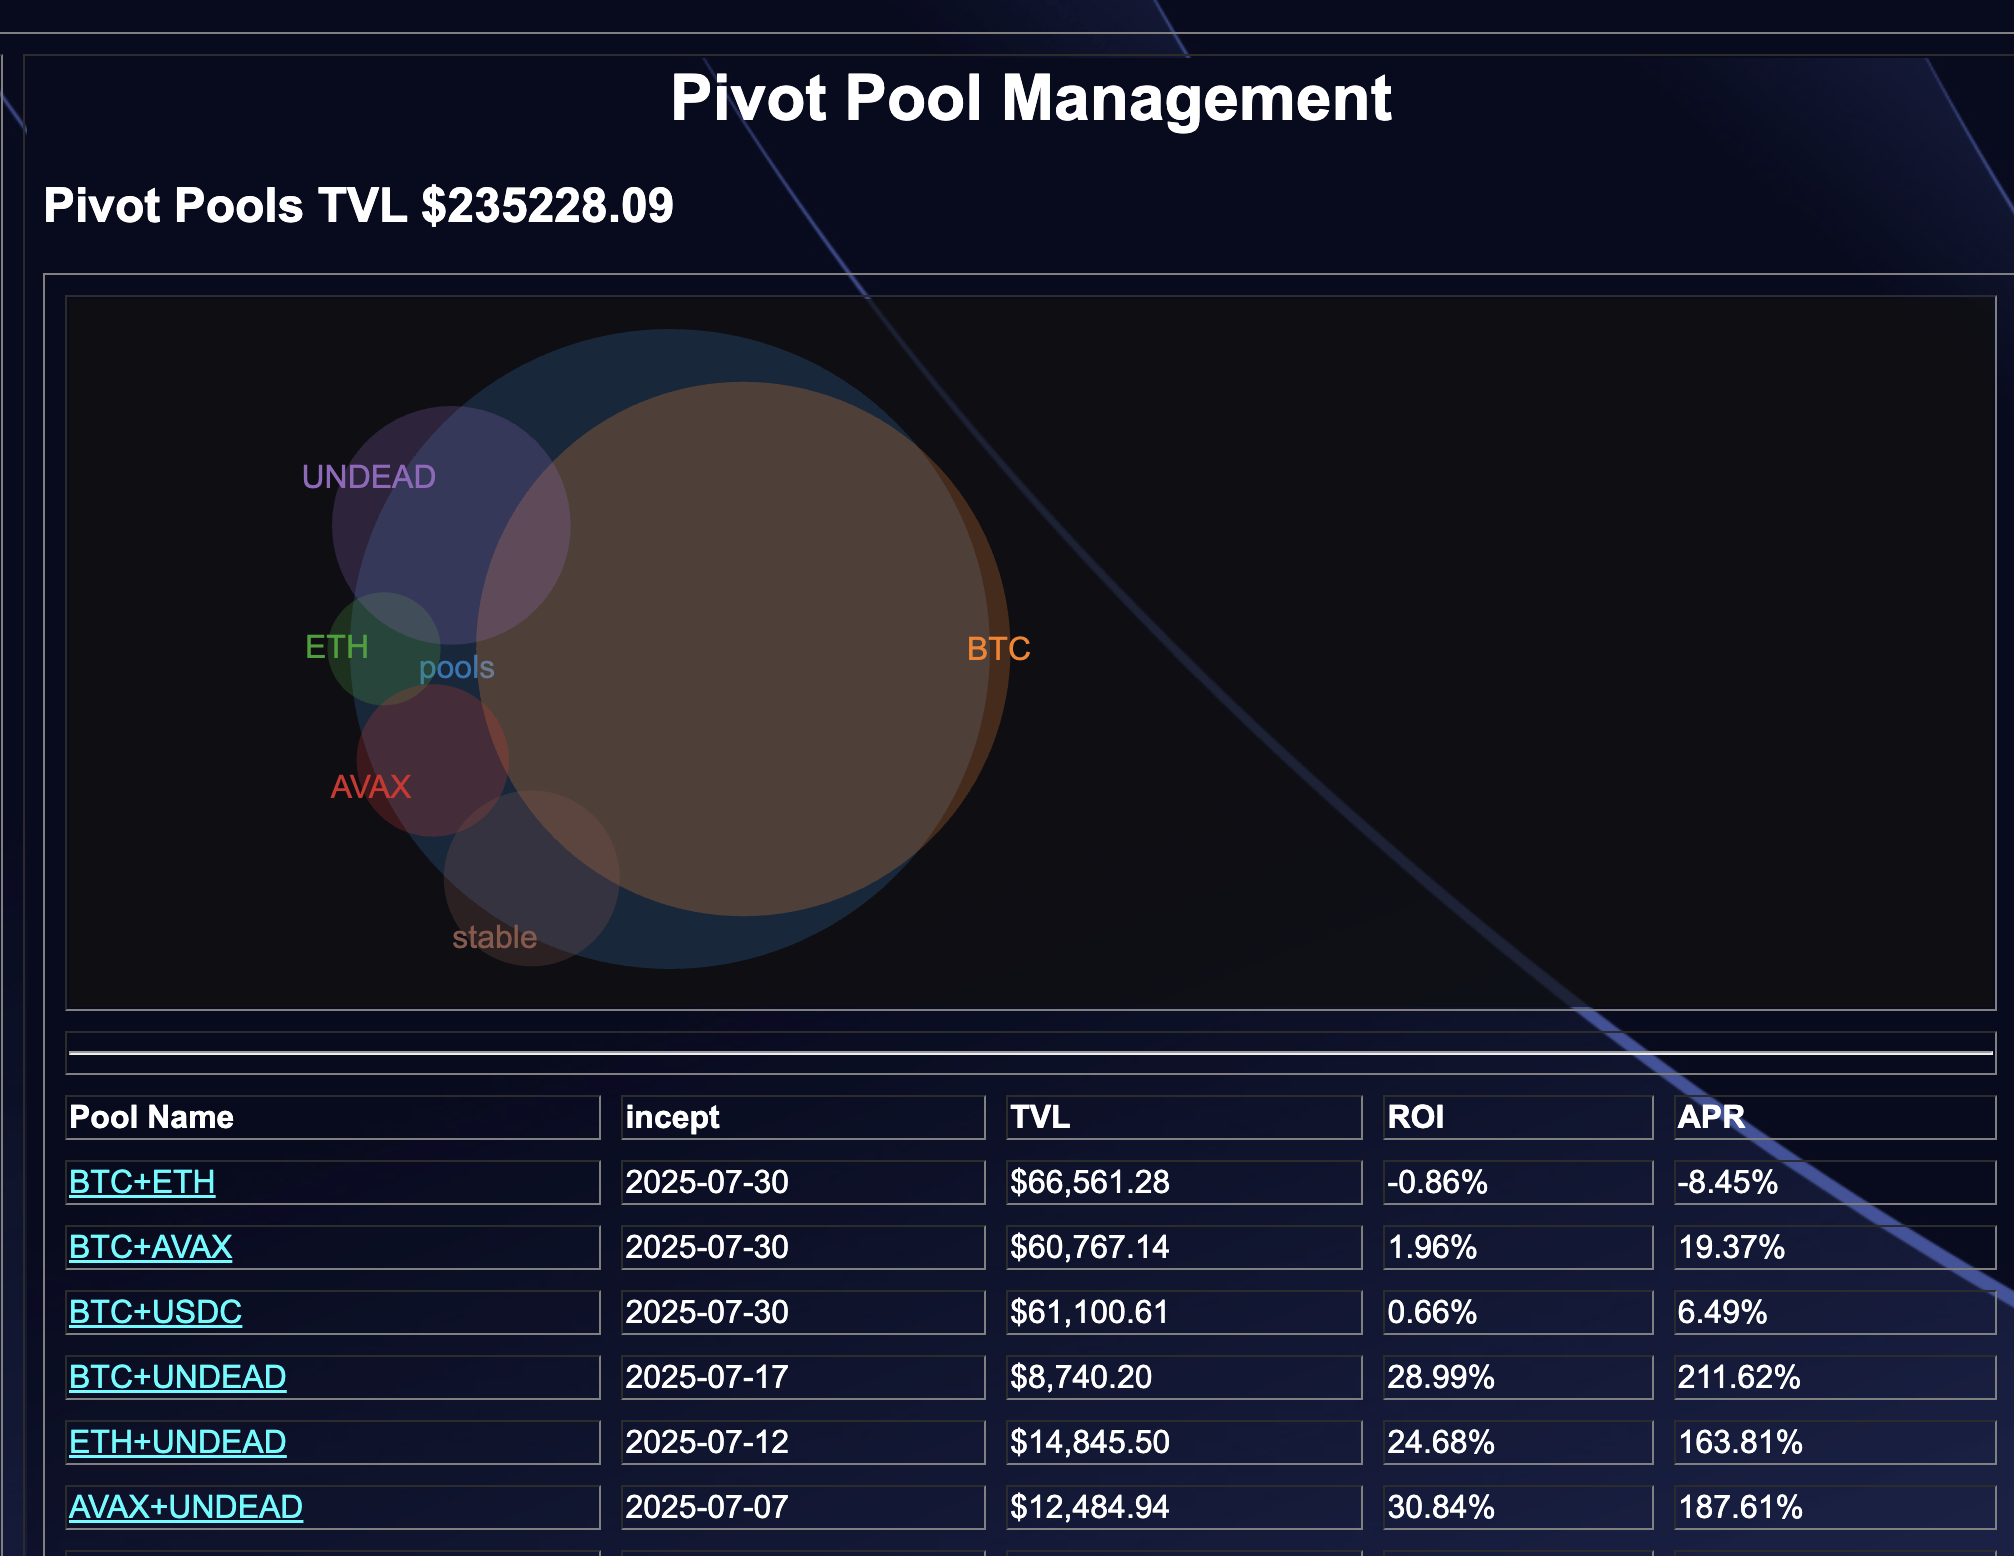 Pivot Pool Management
Pivot Pools TVL $235228.09
UNDEAD
ETH
pools
BTC
AVAX
stable
Pool Name incept TVL ROI APR
BTC+ETH 2025-07-30 $66,561.28 -0.86% -8.45%
BTC+AVAX 2025-07-30 $60,767.14 1.96% 19.37%
BTC+USDC 2025-07-30 $61,100.61 0.66% 6.49%
BTC+UNDEAD 2025-07-17 $8,740.20 28.99% 211.62%
ETH+UNDEAD 2025-07-12 $14,845.50 24.68% 163.81%
AVAX+UNDEAD 2025-07-07 $12,484.94 30.84% 187.61%